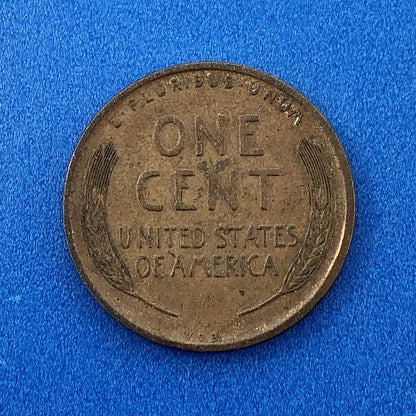 E·PLURIBUS·UNUM
ONE
CENT
UNITED STATES
OF AMERICA
V.D.B.